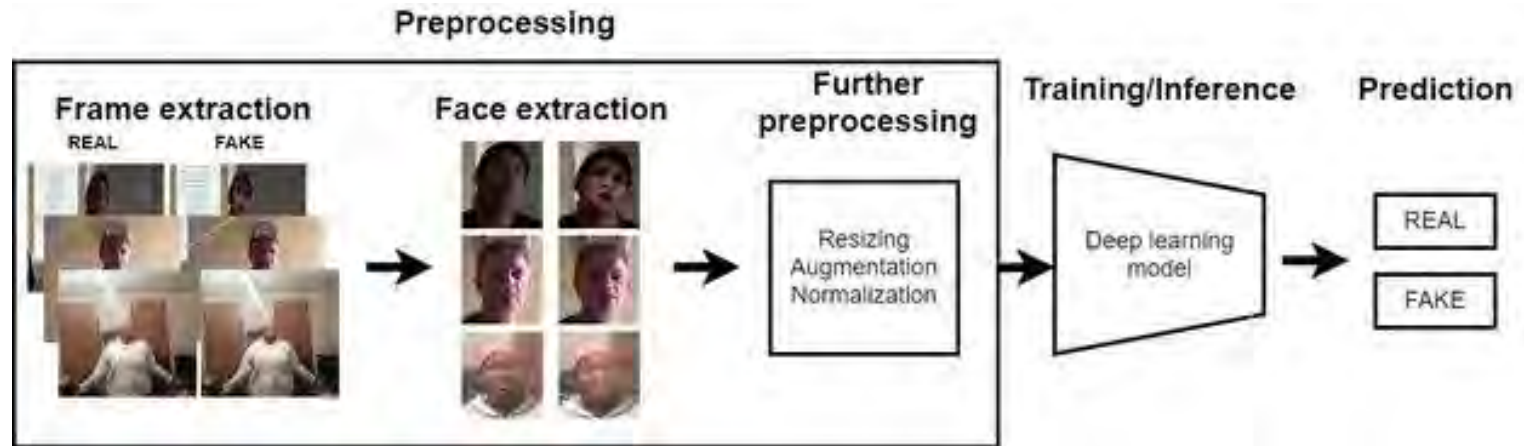 Preprocessing
Frame extraction
REAL
FAKE
Face extraction
Further
preprocessing
Resizing
Augmentation
Normalization
Training/Inference
Deep learning
model
Prediction
REAL
FAKE